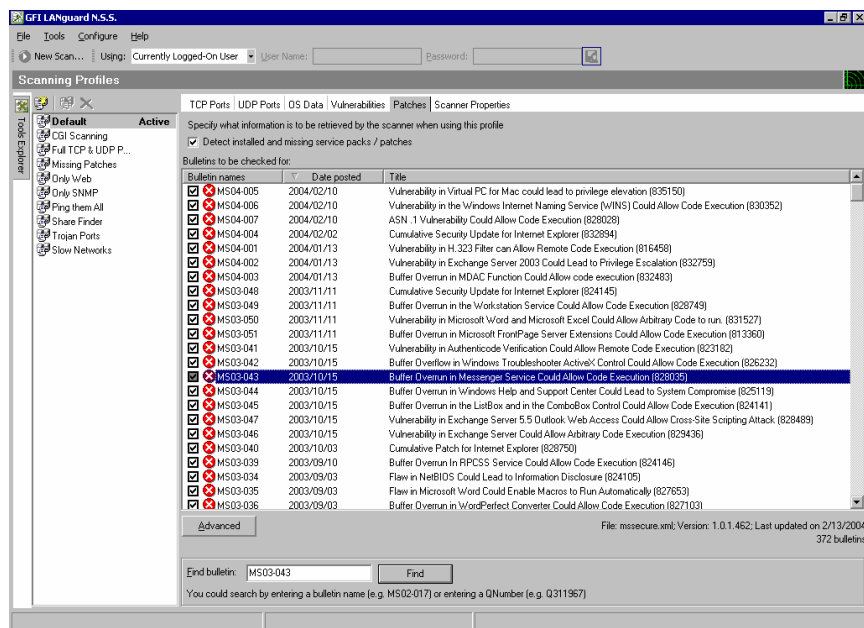 GFI LANguard N.S.S.
File Tools Configure Help
New Scan... Using: Currently Logged-On User User Name: Password:
Scanning Profiles
Tools Explorer
Default Active
CGI Scanning
Full TCP & UDP P...
Missing Patches
Only Web
Only SNMP
Ping them All
Share Finder
Trojan Ports
Slow Networks
TCP Ports UDP Ports OS Data Vulnerabilities Patches Scanner Properties
Specify what information is to be retrieved by the scanner when using this profile
Detect installed and missing service packs / patches
Bulletins to be checked for:
Bulletin names Date posted Title
MS04-005 2004/02/10 Vulnerability in Virtual PC for Mac could lead to privilege elevation (835150)
MS04-006 2004/02/10 Vulnerability in the Windows Internet Naming Service (WINS) Could Allow Code Execution (830352)
MS04-007 2004/02/10 ASN .1 Vulnerability Could Allow Code Execution (828028)
MS04-004 2004/02/02 Cumulative Security Update for Internet Explorer (832894)
MS04-001 2004/01/13 Vulnerability in H.323 Filter can Allow Remote Code Execution (816458)
MS04-002 2004/01/13 Vulnerability in Exchange Server 2003 Could Lead to Privilege Escalation (832759)
MS04-003 2004/01/13 Buffer Overrun in MDAC Function Could Allow code execution (832483)
MS03-048 2003/11/11 Cumulative Security Update for Internet Explorer (824145)
MS03-049 2003/11/11 Buffer Overrun in the Workstation Service Could Allow Code Execution (828749)
MS03-050 2003/11/11 Vulnerability in Microsoft Word and Microsoft Excel Could Allow Arbitrary Code to run. (831527)
MS03-051 2003/11/11 Buffer Overrun in Microsoft FrontPage Server Extensions Could Allow Code Execution (813360)
MS03-041 2003/10/15 Vulnerability in Authenticode Verification Could Allow Remote Code Execution (823182)
MS03-042 2003/10/15 Buffer Overflow in Windows Troubleshooter ActiveX Control Could Allow Code Execution (826232)
MS03-043 2003/10/15 Buffer Overrun in Messenger Service Could Allow Code Execution (828035)
MS03-044 2003/10/15 Buffer Overrun in Windows Help and Support Center Could Lead to System Compromise (825119)
MS03-045 2003/10/15 Buffer Overrun in the ListBox and in the ComboBox Control Could Allow Code Execution (824141)
MS03-047 2003/10/15 Vulnerability in Exchange Server 5.5 Outlook Web Access Could Allow Cross-Site Scripting Attack (828489)
MS03-046 2003/10/15 Vulnerability in Exchange Server Could Allow Arbitrary Code Execution (829436)
MS03-040 2003/10/03 Cumulative Patch for Internet Explorer (828750)
MS03-039 2003/09/10 Buffer Overrun In RPCSS Service Could Allow Code Execution (824146)
MS03-034 2003/09/03 Flaw in NetBIOS Could Lead to Information Disclosure (824105)
MS03-035 2003/09/03 Flaw in Microsoft Word Could Enable Macros to Run Automatically (827653)
MS03-036 2003/09/03 Buffer Overrun in WordPerfect Converter Could Allow Code Execution (827103)
Advanced File: mssecure.xml; Version: 1.0.1.462; Last updated on 2/13/2004
372 bulletins
Find bulletin: MS03-043 Find
You could search by entering a bulletin name (e.g. MS02-017) or entering a QNumber (e.g. Q311967)